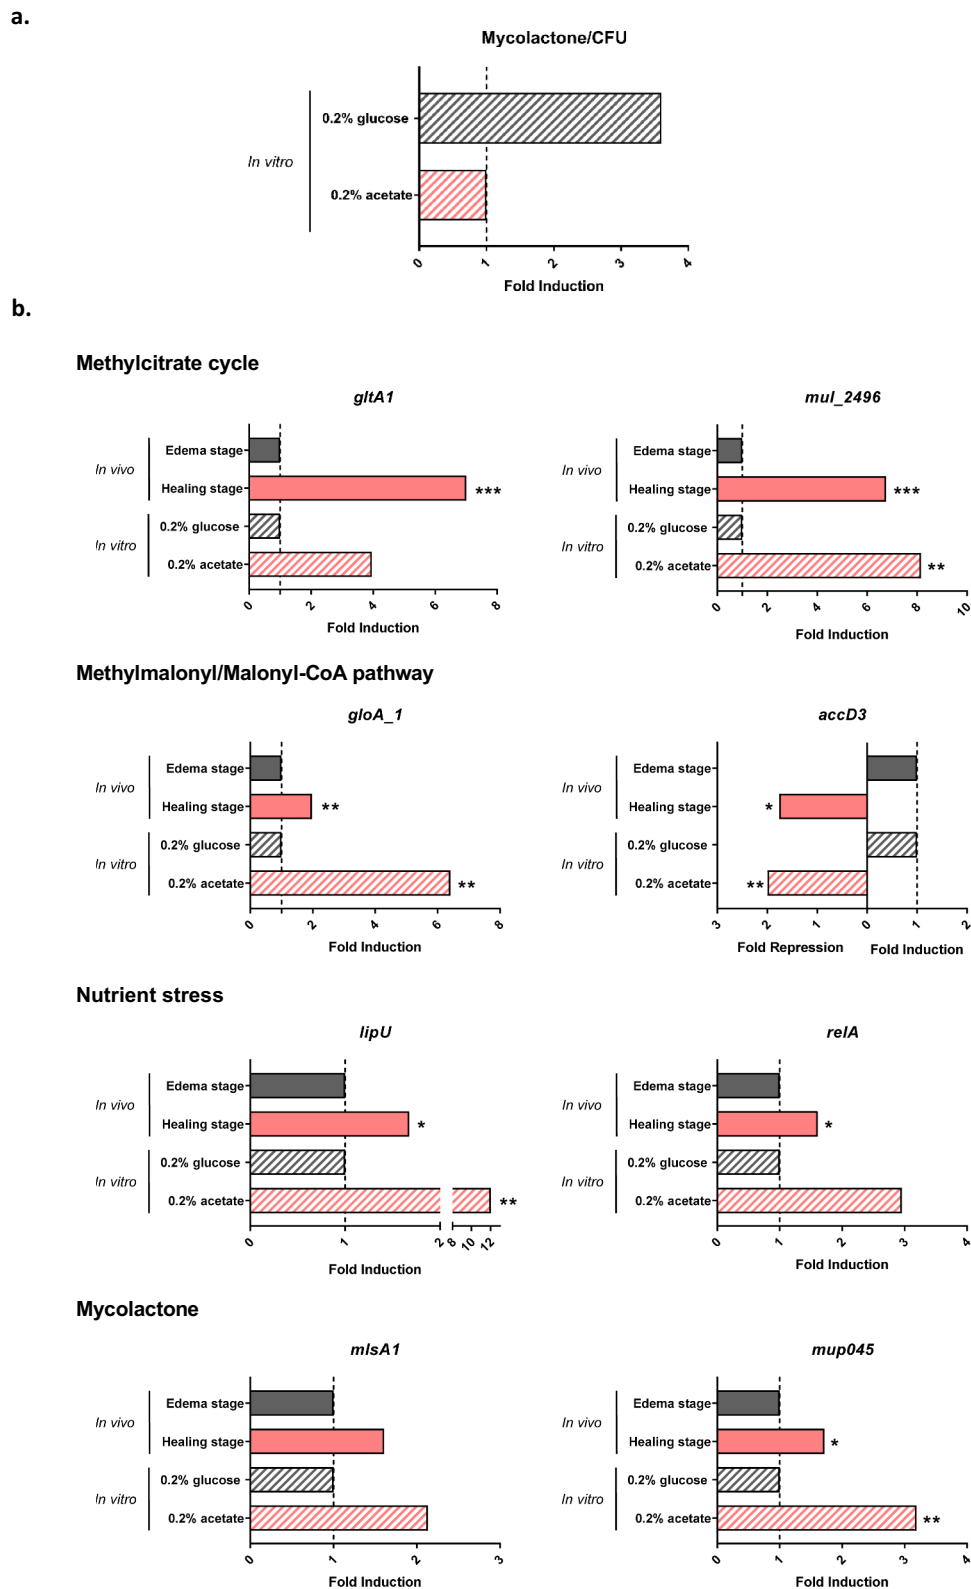 a.
Mycolactone/CFU
In vitro
0.2% glucose
0.2% acetate
0 1 2 3 4
Fold Induction
b.
Methylcitrate cycle
gltA1
In vivo
Edema stage
Healing stage
***
In vitro
0.2% glucose
0.2% acetate
0 2 4 6 8
Fold Induction
mul_2496
In vivo
Edema stage
Healing stage
***
In vitro
0.2% glucose
0.2% acetate
**
0 2 4 6 8 10
Fold Induction
Methylmalonyl/Malonyl-CoA pathway
gloA_1
In vivo
Edema stage
Healing stage
**
In vitro
0.2% glucose
0.2% acetate
**
0 2 4 6 8
Fold Induction
accD3
In vivo
Edema stage
Healing stage
*
In vitro
0.2% glucose
0.2% acetate
**
3 2 1 0 1 2
Fold Repression Fold Induction
Nutrient stress
lipU
In vivo
Edema stage
Healing stage
*
In vitro
0.2% glucose
0.2% acetate
**
0 1 2 8 10 12
Fold Induction
relA
In vivo
Edema stage
Healing stage
*
In vitro
0.2% glucose
0.2% acetate
0 1 2 3 4
Fold Induction
Mycolactone
mlsA1
In vivo
Edema stage
Healing stage
In vitro
0.2% glucose
0.2% acetate
0 1 2 3
Fold Induction
mup045
In vivo
Edema stage
Healing stage
*
In vitro
0.2% glucose
0.2% acetate
**
0 1 2 3 4
Fold Induction